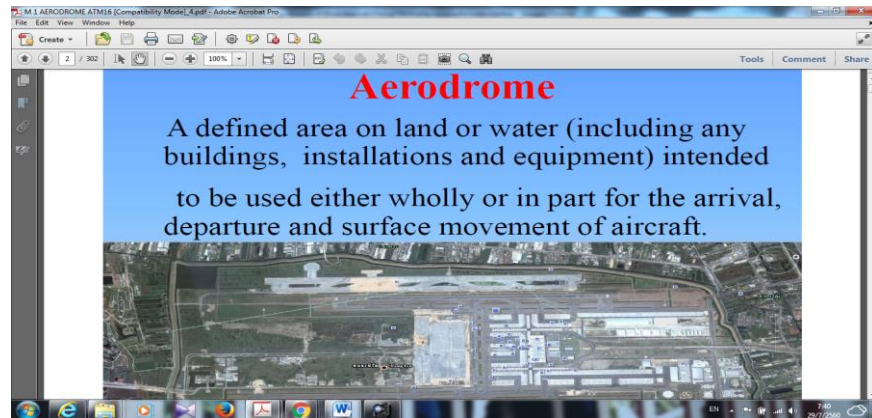 M 1 AERODROME ATM16 [Compatibility Mode]_4.pdf - Adobe Acrobat Pro
File Edit View Window Help
Create
2 / 302 100% Tools Comment Share
Aerodrome
A defined area on land or water (including any
buildings, installations and equipment) intended
to be used either wholly or in part for the arrival,
departure and surface movement of aircraft.
EN 7:40
29/7/2560